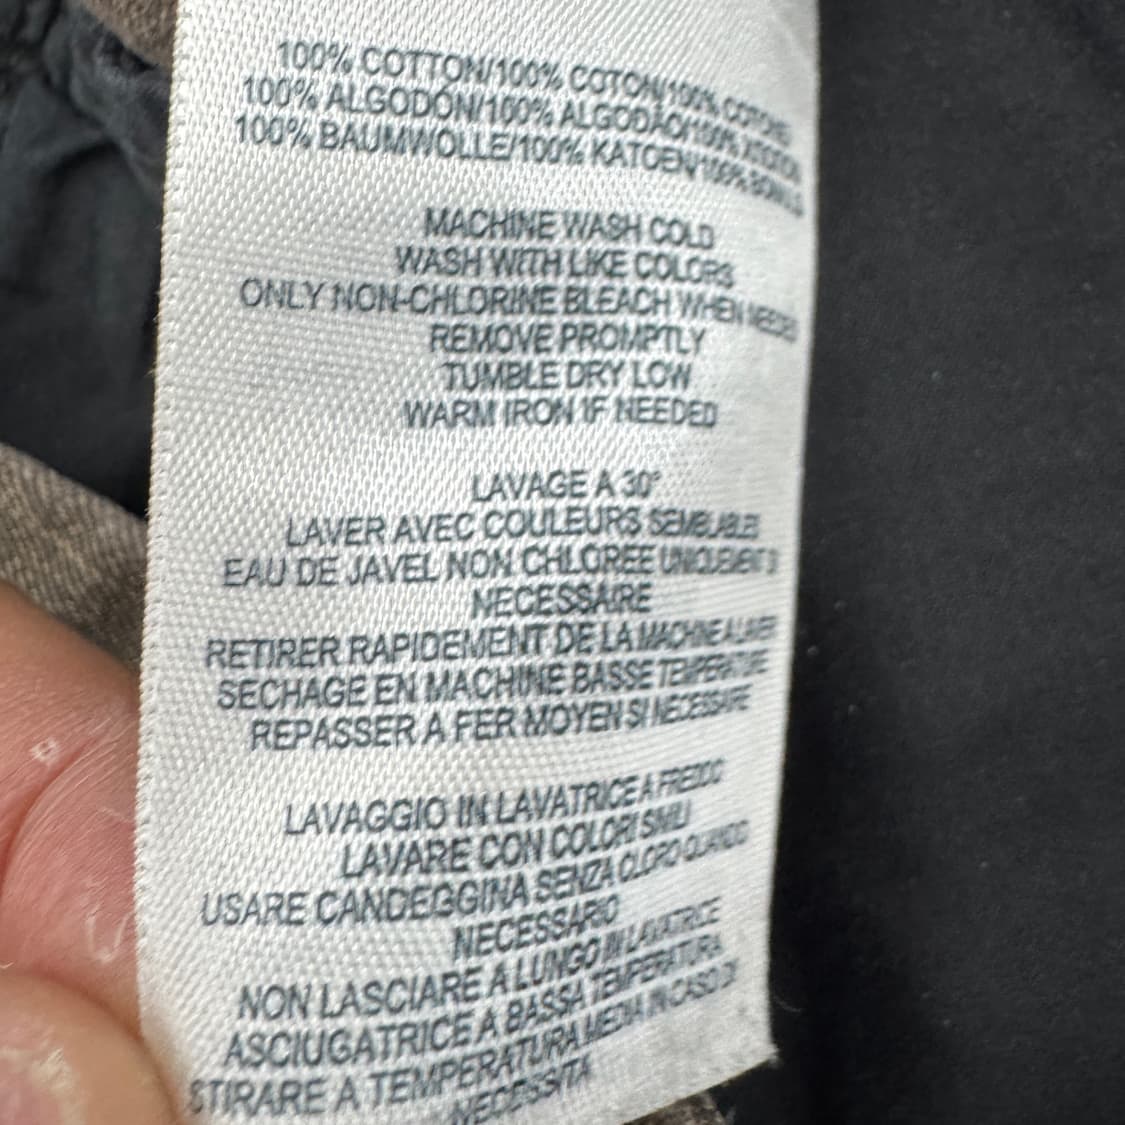 100% COTTON/100% COTON/100% COTONE
100% ALGODÓN/100% ALGODÃO/100%
100% BAUMWOLLE/100% KATOEN/100%
MACHINE WASH COLD
WASH WITH LIKE COLORS
ONLY NON-CHLORINE BLEACH WHEN NEEDED
REMOVE PROMPTLY
TUMBLE DRY LOW
WARM IRON IF NEEDED
LAVAGE A 30°
LAVER AVEC COULEURS SEMBLABLES
EAU DE JAVEL NON CHLOREE UNIQUEMENT
NECESSAIRE
RETIRER RAPIDEMENT DE LA MACHINE A LAVER
SECHAGE EN MACHINE BASSE TEMPERATURE
REPASSER A FER MOYEN SI NECESSAIRE
LAVAGGIO IN LAVATRICE A FREDDO
LAVARE CON COLORI SIMILI
USARE CANDEGGINA SENZA CLORO QUANDO
NECESSARIO
NON LASCIARE A LUNGO IN LAVATRICE
ASCIUGATRICE A BASSA TEMPERATURA
STIRARE A TEMPERATURA MEDIA IN CASO DI
NECESSITA